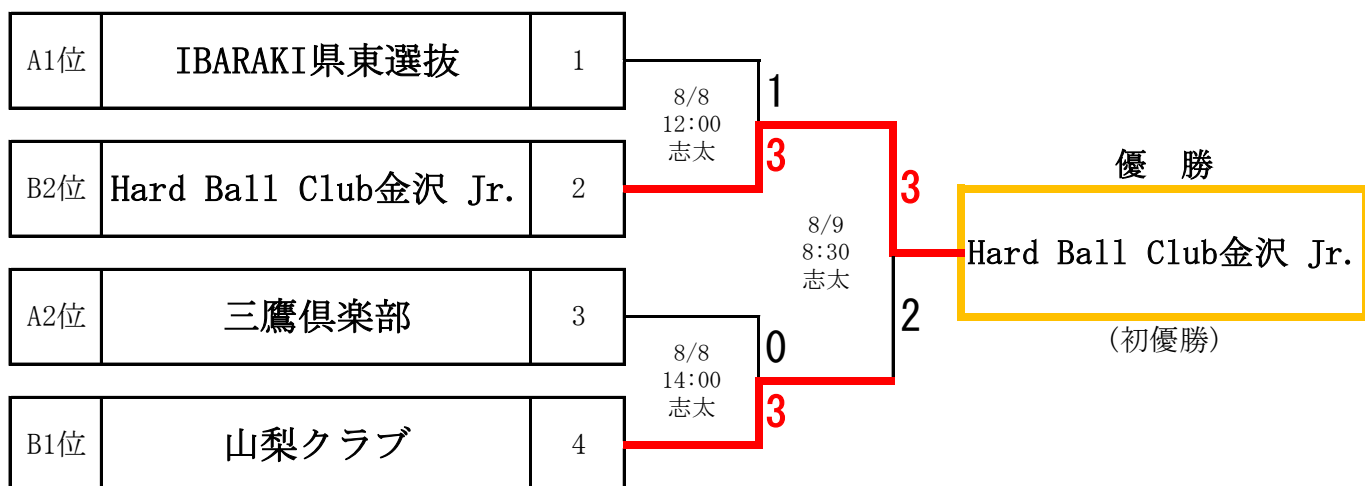 A1位 IBARAKI県東選抜 1
8/8
12:00
志太
1
3
B2位 Hard Ball Club金沢 Jr. 2
8/9
8:30
志太
3
2
優 勝
Hard Ball Club金沢 Jr.
(初優勝)
A2位 三鷹倶楽部 3
8/8
14:00
志太
0
3
B1位 山梨クラブ 4